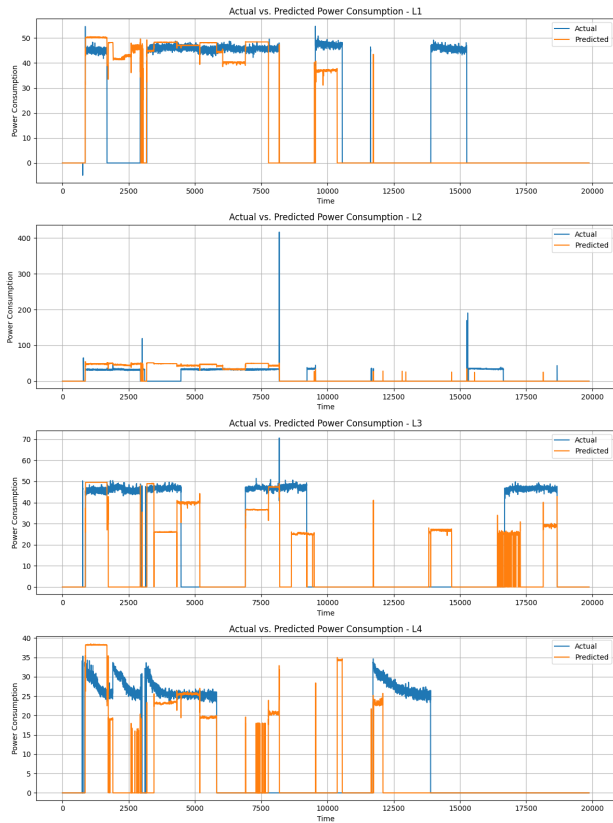 Actual vs. Predicted Power Consumption - L1
Power Consumption
50
40
30
20
10
0
Actual
Predicted
0 2500 5000 7500 10000 12500 15000 17500 20000
Time
Actual vs. Predicted Power Consumption - L2
Power Consumption
400
300
200
100
0
Actual
Predicted
0 2500 5000 7500 10000 12500 15000 17500 20000
Time
Actual vs. Predicted Power Consumption - L3
Power Consumption
70
60
50
40
30
20
10
0
Actual
Predicted
0 2500 5000 7500 10000 12500 15000 17500 20000
Time
Actual vs. Predicted Power Consumption - L4
Power Consumption
40
35
30
25
20
15
10
5
0
Actual
Predicted
0 2500 5000 7500 10000 12500 15000 17500 20000
Time